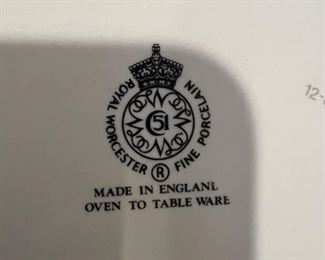 ROYAL WORCESTER
FINE PORCELAIN
C 51
R
MADE IN ENGLANL
OVEN TO TABLE WARE
12-